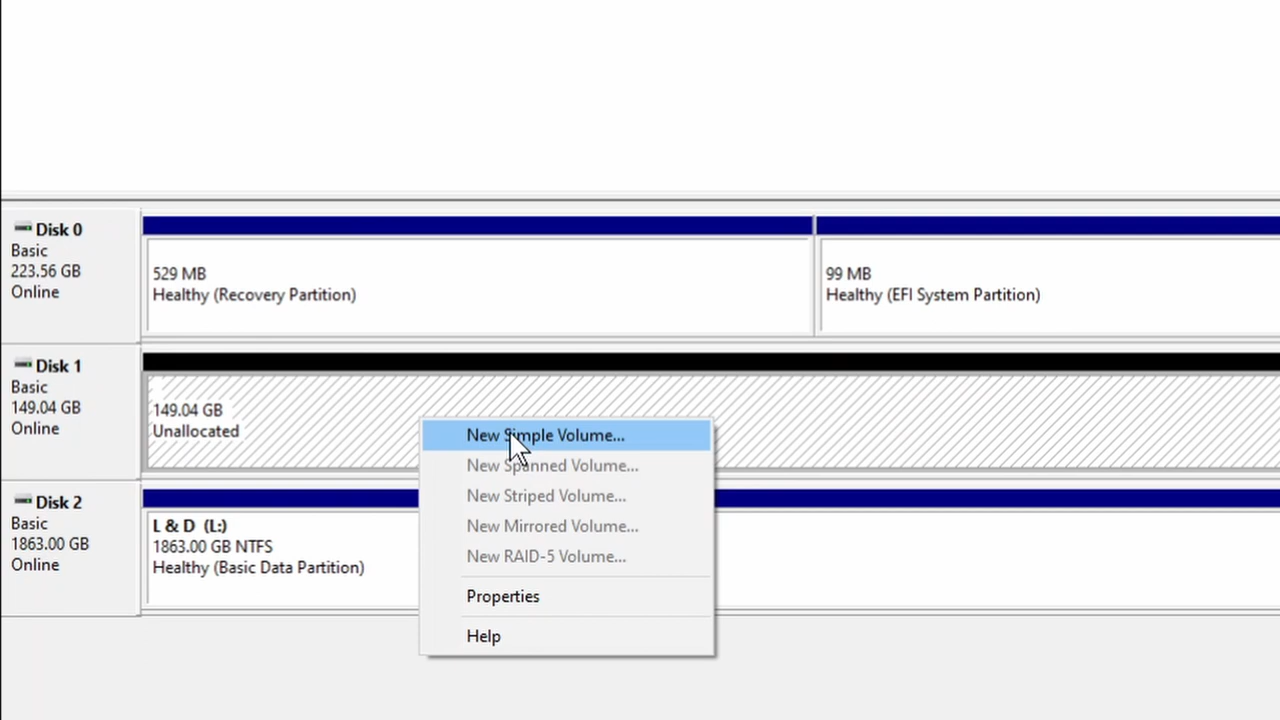 Disk 0
Basic
223.56 GB
Online
529 MB
Healthy (Recovery Partition)
99 MB
Healthy (EFI System Partition)
Disk 1
Basic
149.04 GB
Online
149.04 GB
Unallocated
New Simple Volume...
New Spanned Volume...
New Striped Volume...
New Mirrored Volume...
New RAID-5 Volume...
Properties
Help
Disk 2
Basic
1863.00 GB
Online
L & D (L:)
1863.00 GB NTFS
Healthy (Basic Data Partition)